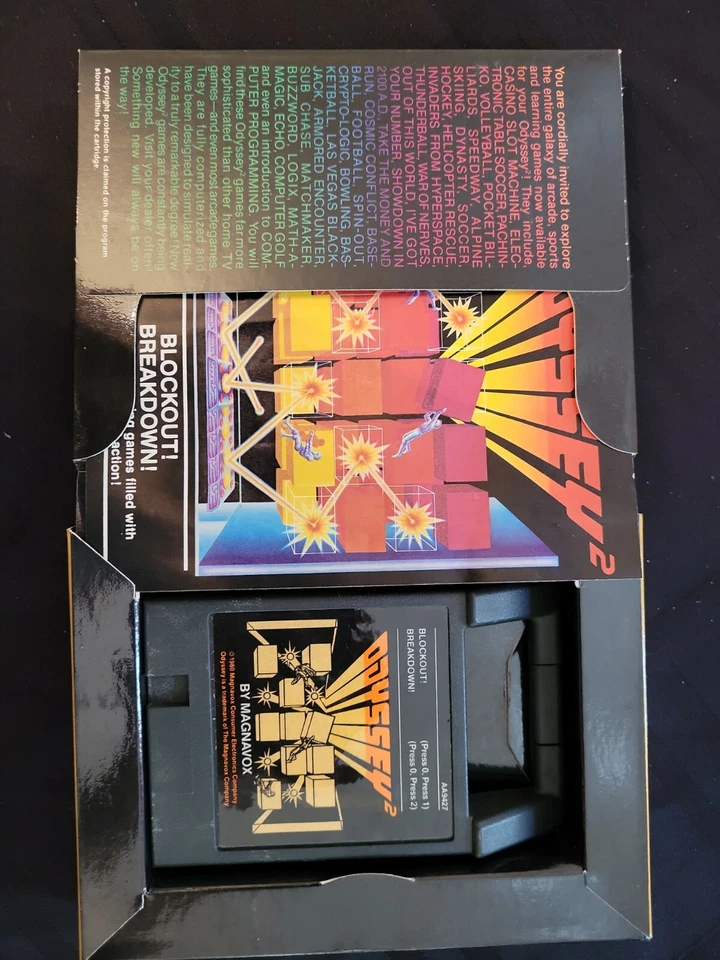 You are cordially invited to explore
the entire galaxy of arcade, sports
and learning games now available
for your Odyssey²! They include,
CASINO SLOT MACHINE, ELEC-
TRONIC TABLE SOCCER, PACHIN-
KO, VOLLEYBALL, POCKET BIL-
LIARDS, SPEEDWAY, ALPINE
SKIING, DYNASTY, SOCCER,
HOCKEY, HELICOPTER RESCUE,
INVADERS FROM HYPERSPACE,
THUNDERBALL, WAR OF NERVES,
OUT OF THIS WORLD, I'VE GOT
YOUR NUMBER, SHOWDOWN IN
2100 A.D., TAKE THE MONEY AND
RUN, COSMIC CONFLICT, BASE-
BALL, FOOTBALL, SPIN-OUT,
CRYPTO-LOGIC, BOWLING, BAS-
KETBALL, LAS VEGAS BLACK-
JACK, ARMORED ENCOUNTER,
SUB CHASE, MATCHMAKER,
BUZZWORD, LOGIX, MATH-A-
MAGIC, ECHO, COMPUTER GOLF
and even an introduction to COM-
PUTER PROGRAMMING. You will
find these Odyssey² games far more
sophisticated than other home TV
games—and even most arcade games.
They are fully computerized and
have been designed to simulate real-
ity to a truly remarkable degree! New
Odyssey² games are constantly being
developed. Visit your dealer often!
Something new will always be on
the way!
A copyright protection is claimed on the program
stored within the cartridge.
ODYSSEY²
BLOCKOUT!
BREAKDOWN!
games filled with
action!
AA9427
BLOCKOUT! (Press 0, Press 1)
BREAKDOWN! (Press 0, Press 2)
ODYSSEY²
BY MAGNAVOX
©1980 Magnavox Consumer Electronics Company
Odyssey is a trademark of The Magnavox Company